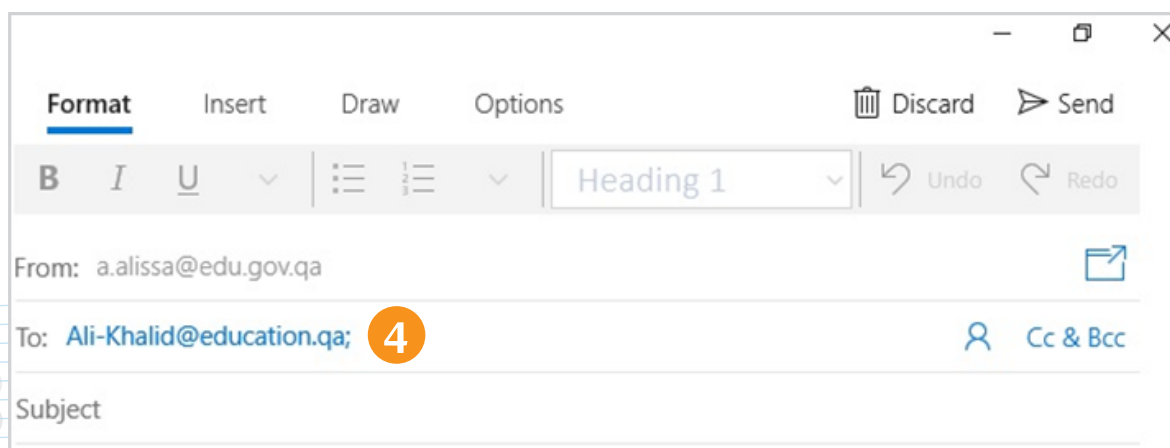 Format Insert Draw Options Discard Send
B I U Heading 1 Undo Redo
From: a.alissa@edu.gov.qa
To: Ali-Khalid@education.qa; 4 Cc & Bcc
Subject